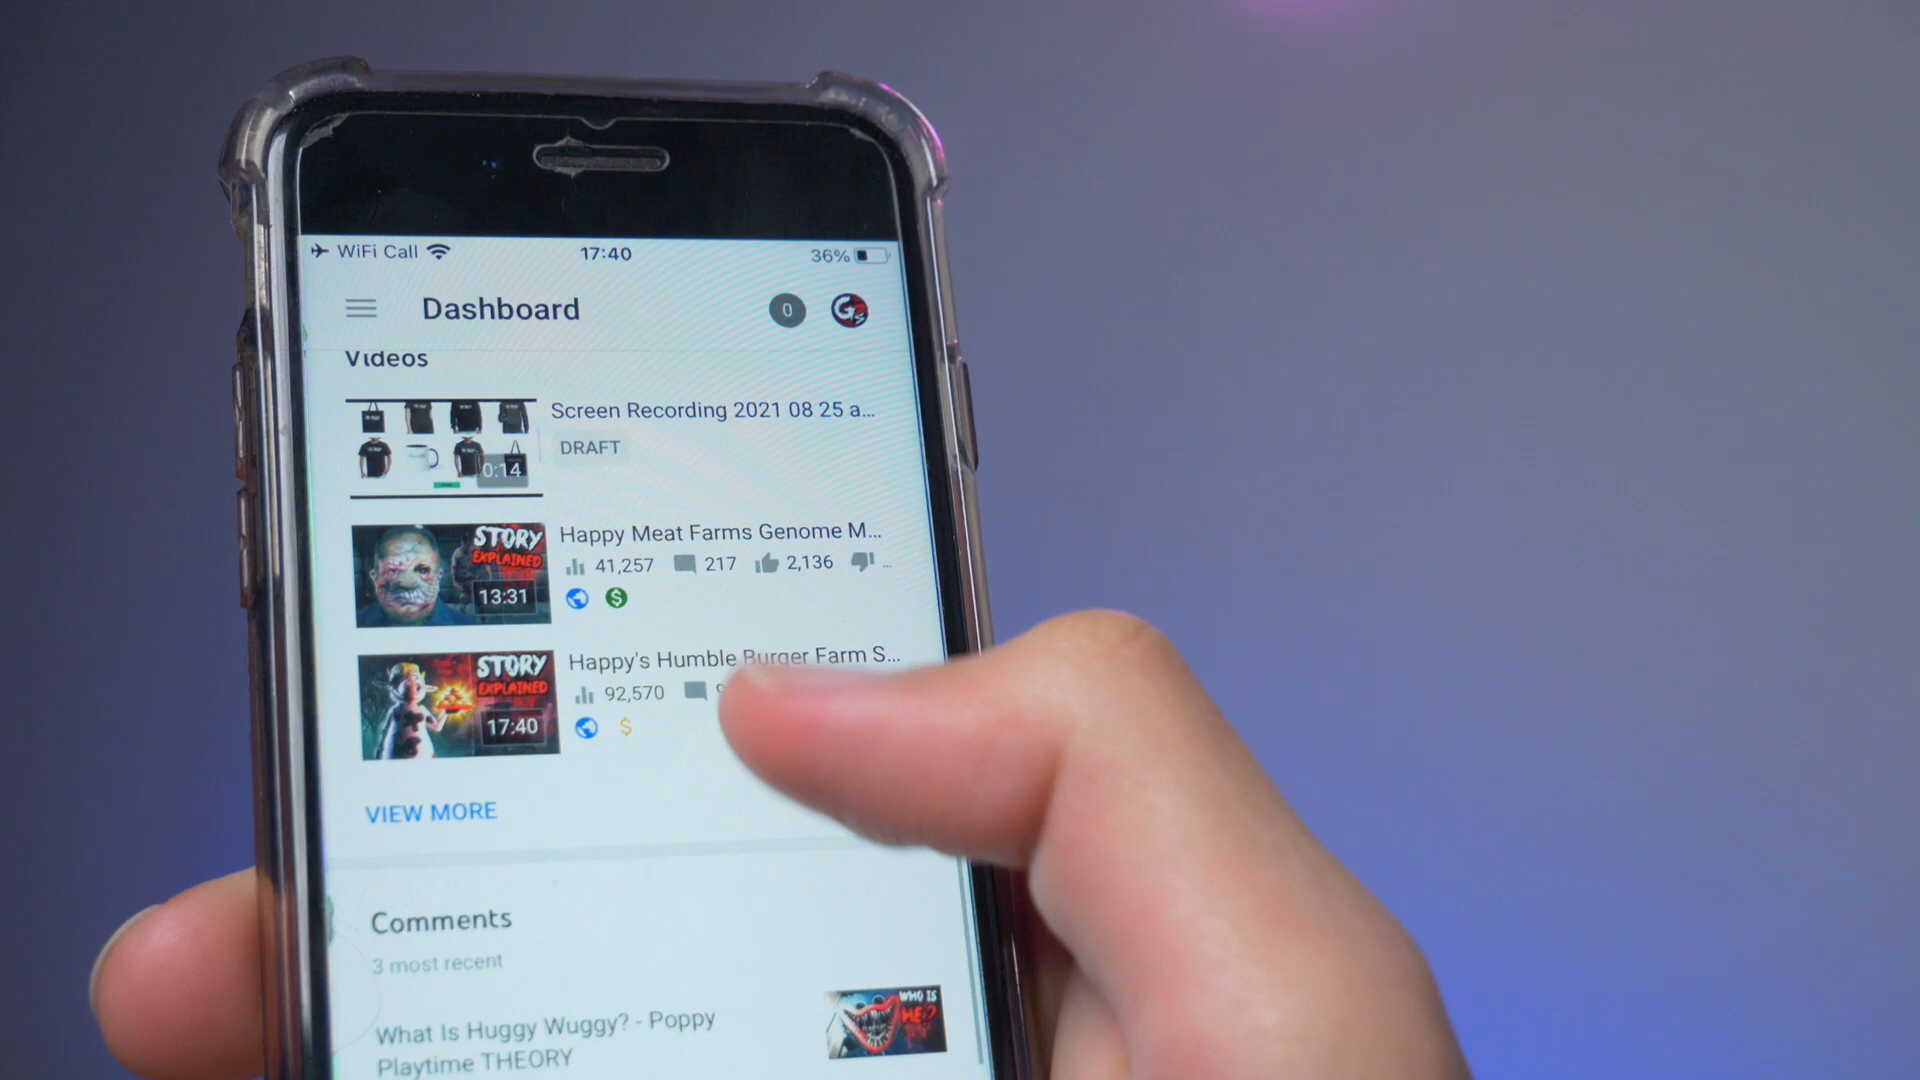 WiFi Call 17:40 36%
Dashboard 0 G
Videos
Screen Recording 2021 08 25 a...
DRAFT
0:14
Happy Meat Farms Genome M...
STORY
EXPLAINED
41,257 217 2,136 ...
13:31
$
Happy's Humble Burger Farm S...
STORY
EXPLAINED
92,570 9
17:40
$
VIEW MORE
Comments
3 most recent
What Is Huggy Wuggy? - Poppy
Playtime THEORY
WHO IS
HE?